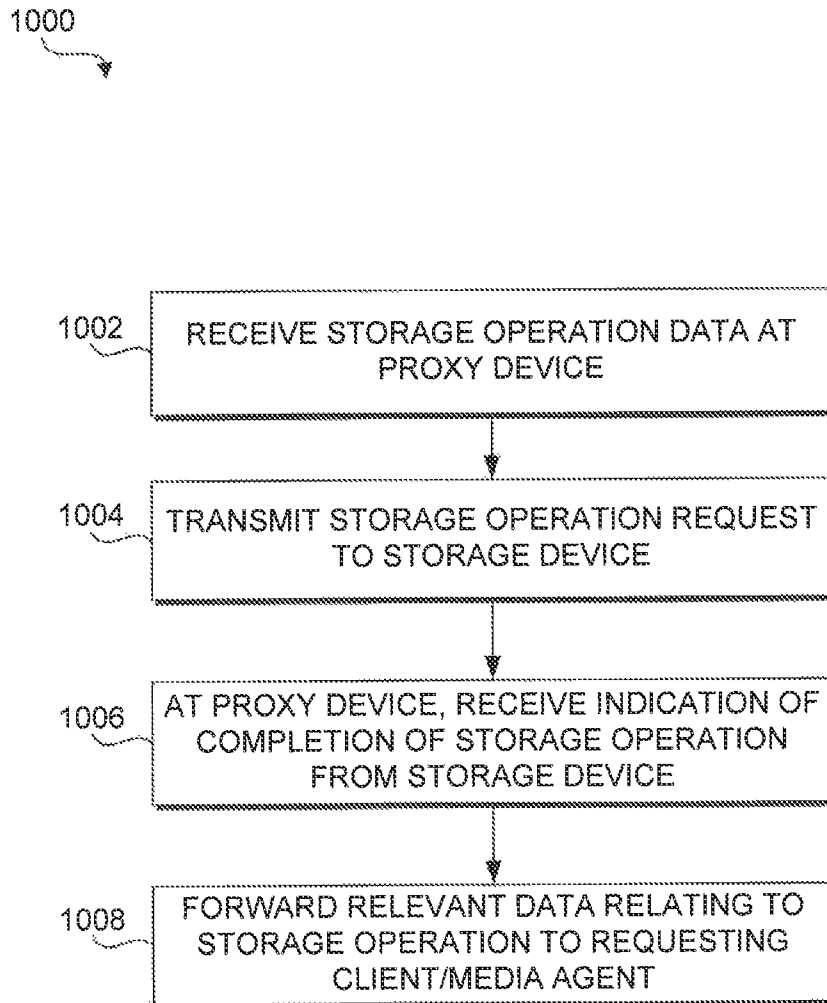 1000
1002
RECEIVE STORAGE OPERATION DATA AT
PROXY DEVICE
1004
TRANSMIT STORAGE OPERATION REQUEST
TO STORAGE DEVICE
1006
AT PROXY DEVICE, RECEIVE INDICATION OF
COMPLETION OF STORAGE OPERATION
FROM STORAGE DEVICE
1008
FORWARD RELEVANT DATA RELATING TO
STORAGE OPERATION TO REQUESTING
CLIENT/MEDIA AGENT